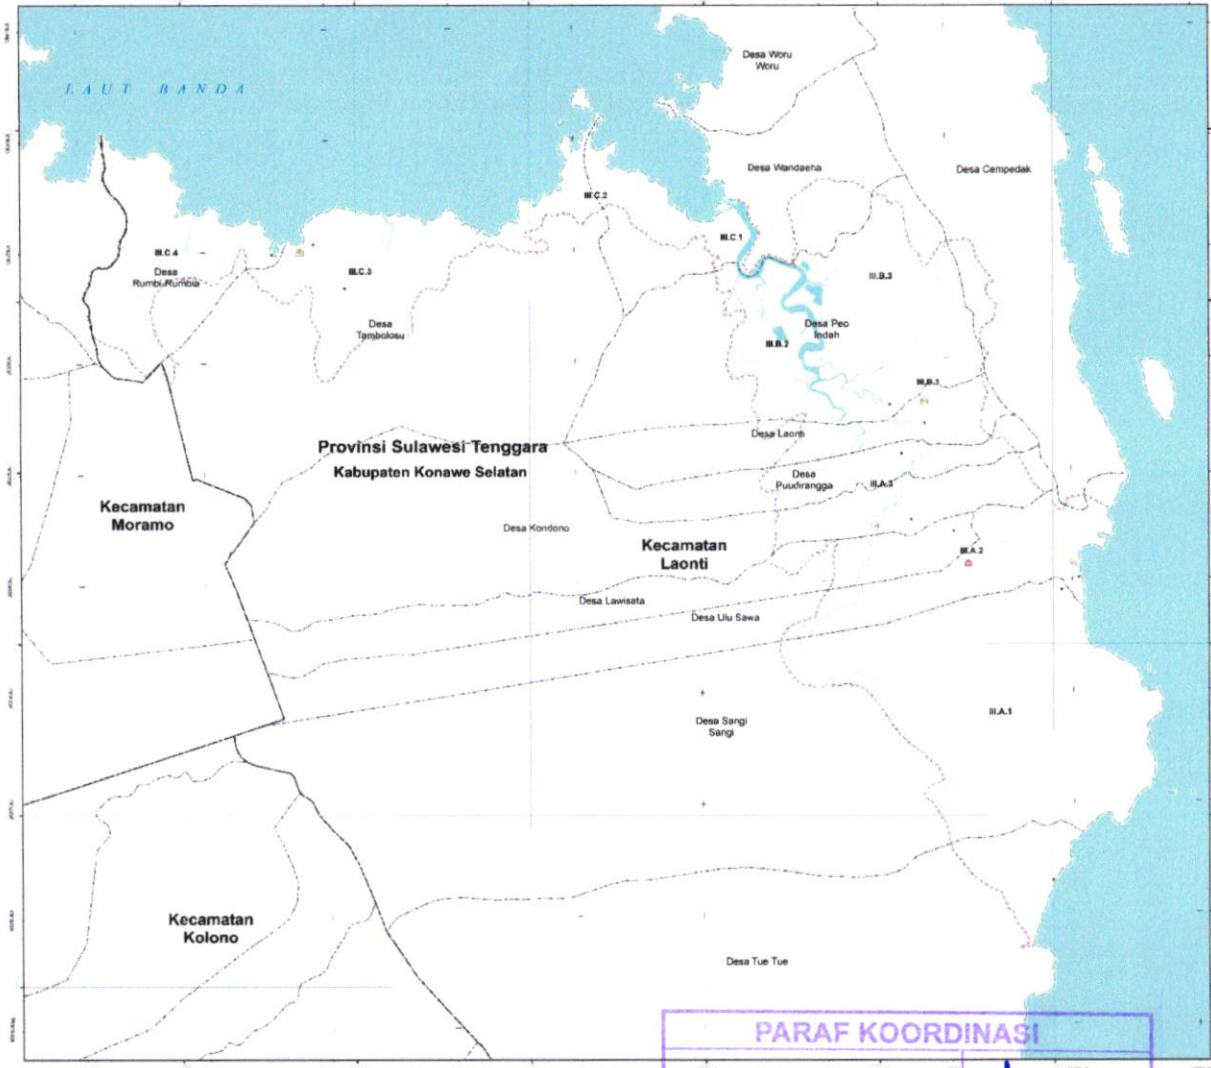 Desa Woru
Woru
LAUT BANDA
Desa Wandaeha
Desa Cempedak
III.C.2
III.C.1
III.C.4
Desa
Rumbi-Rumbia
III.C.3
III.B.3
Desa
Tambolosu
Desa Peo
Indah
III.B.2
III.B.1
Desa Laonti
Provinsi Sulawesi Tenggara
Kabupaten Konawe Selatan
Desa
Puudirangga
III.A.3
Kecamatan
Moramo
Desa Kondono
Kecamatan
Laonti
III.A.2
Desa Lawisata
Desa Ulu Sawa
III.A.1
Desa Sangi
Sangi
Kecamatan
Kolono
Desa Tue Tue
PARAF KOORDINASI